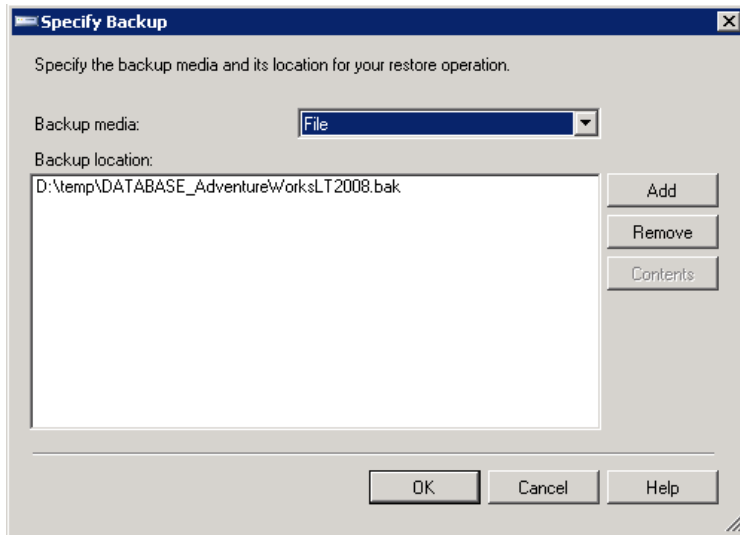 Specify Backup
Specify the backup media and its location for your restore operation.
Backup media:
File
Backup location:
D:\temp\DATABASE_AdventureWorksLT2008.bak
Add
Remove
Contents
OK
Cancel
Help